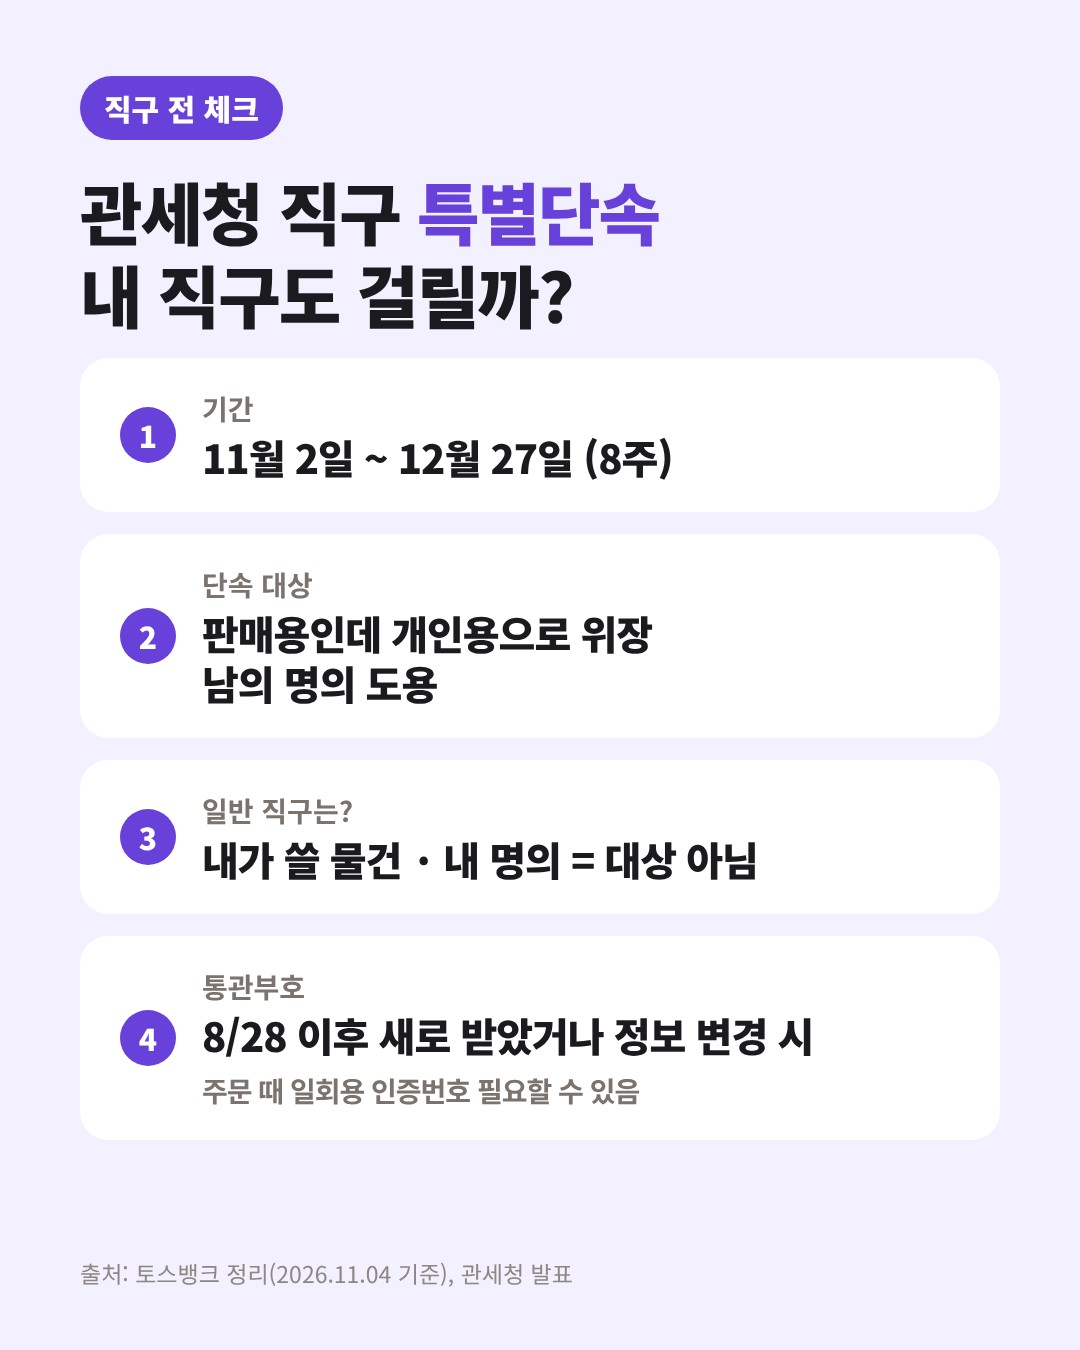 직구 전 체크
관세청 직구 특별단속
내 직구도 걸릴까?
1
기간
11월 2일 ~ 12월 27일 (8주)
2
단속 대상
판매용인데 개인용으로 위장
남의 명의 도용
3
일반 직구는?
내가 쓸 물건 · 내 명의 = 대상 아님
4
통관부호
8/28 이후 새로 받았거나 정보 변경 시
주문 때 일회용 인증번호 필요할 수 있음
출처: 토스뱅크 정리(2026.11.04 기준), 관세청 발표